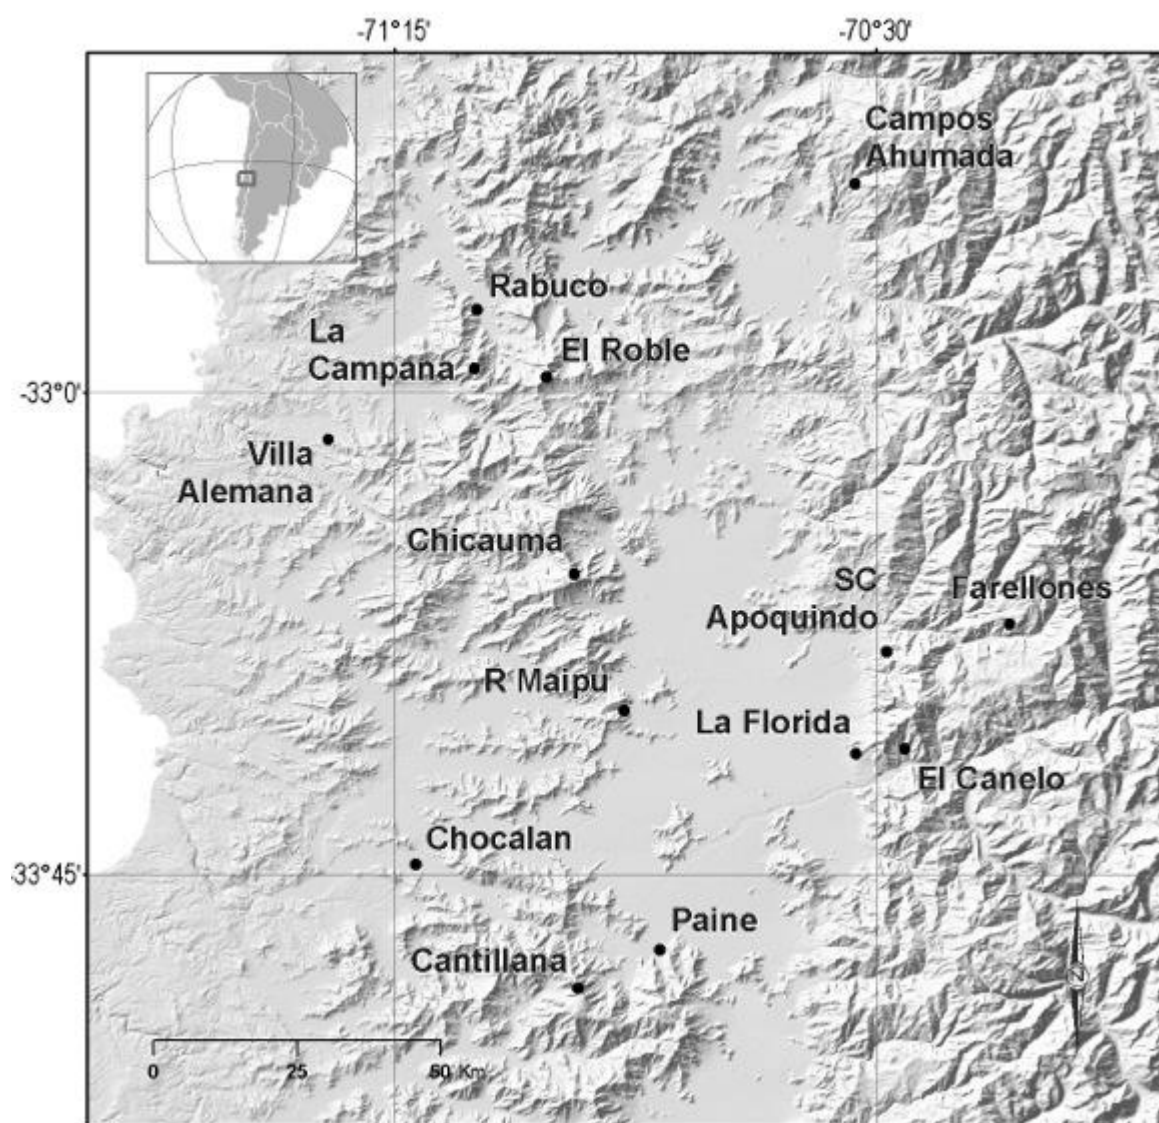 -71°15'
-70°30'
Campos
Ahumada
Rabuco
La
Campana
El Roble
-33°0'
Villa
Alemana
Chicauma
SC
Apoquindo
Farellones
R Maipu
La Florida
El Canelo
Chocalan
-33°45'
Paine
Cantillana
N
0 25 50 Km